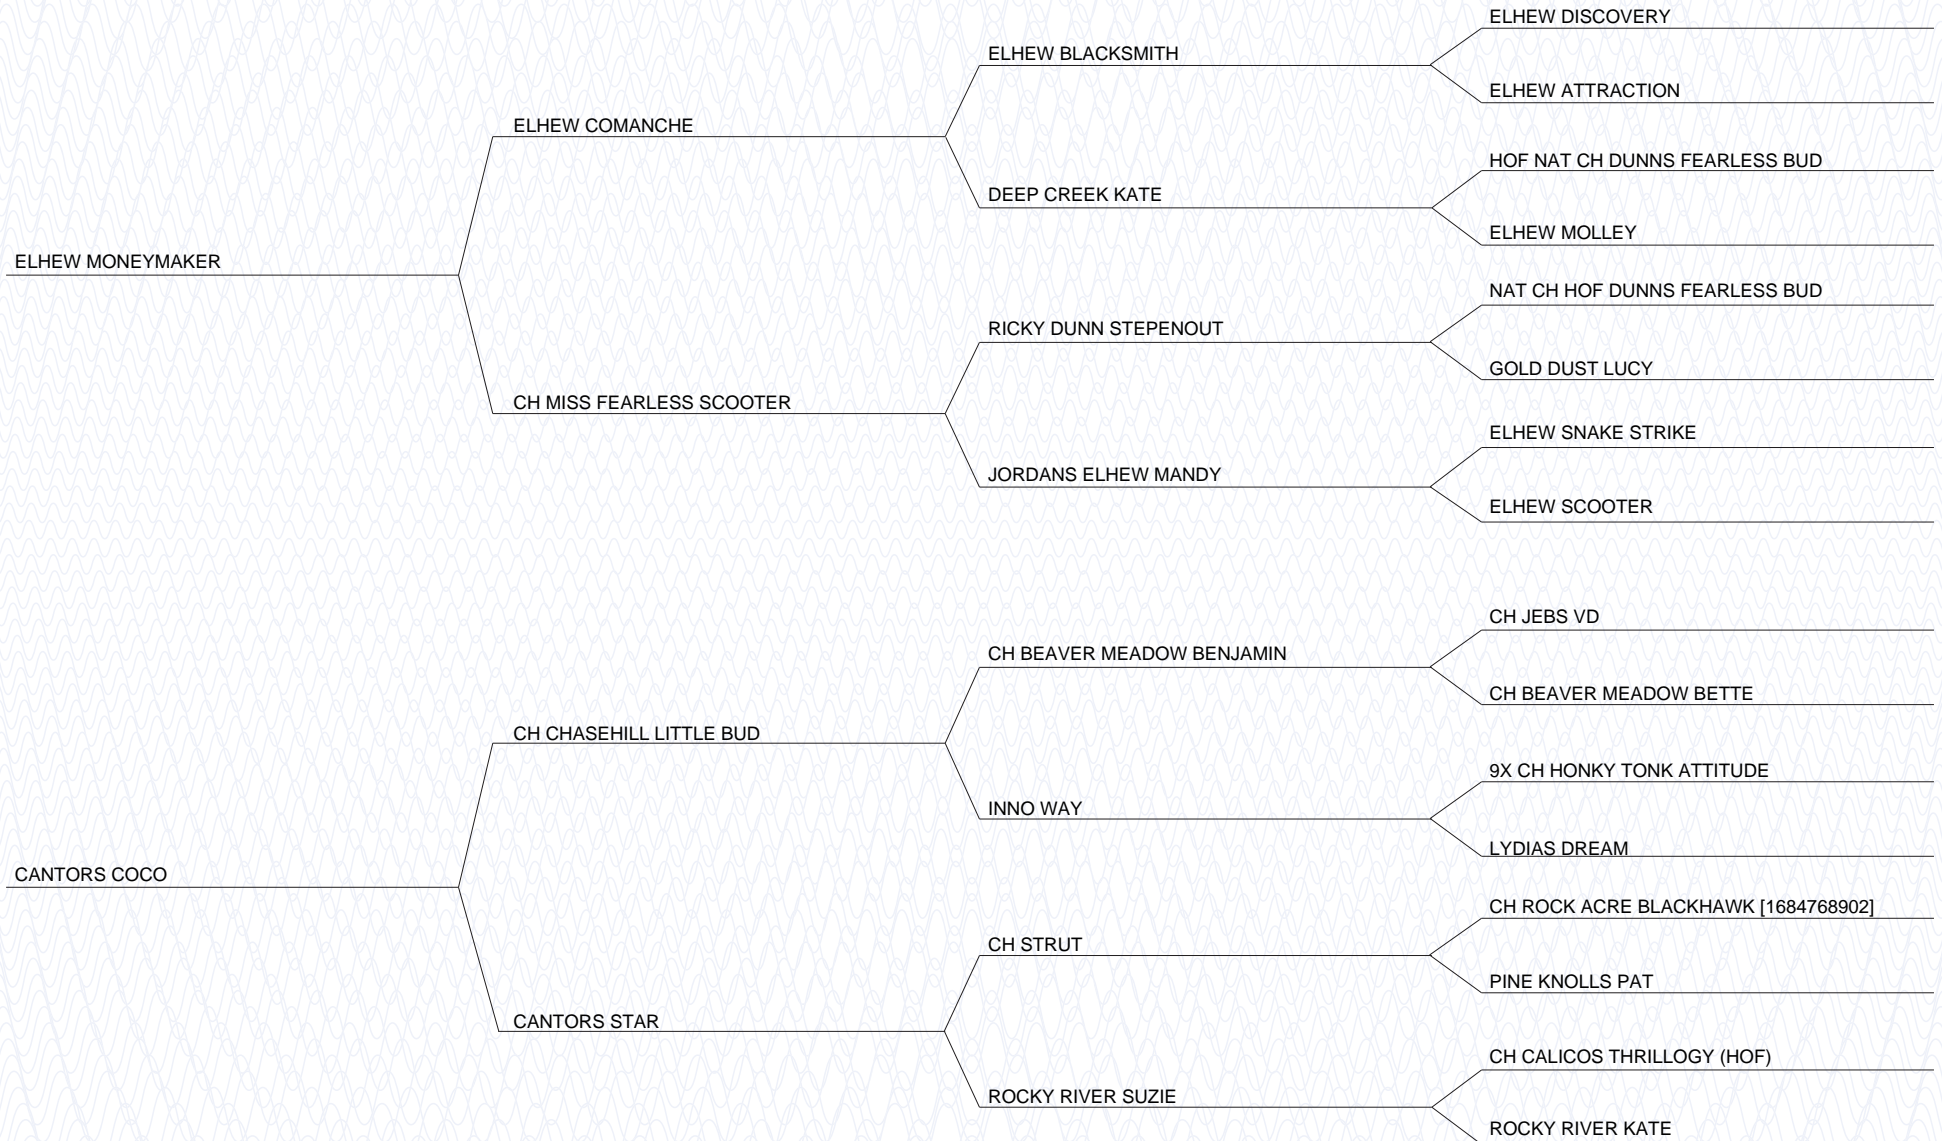 ELHEW DISCOVERY
ELHEW BLACKSMITH
ELHEW ATTRACTION
ELHEW COMANCHE
HOF NAT CH DUNNS FEARLESS BUD
DEEP CREEK KATE
ELHEW MOLLEY
ELHEW MONEYMAKER
NAT CH HOF DUNNS FEARLESS BUD
RICKY DUNN STEPENOUT
GOLD DUST LUCY
CH MISS FEARLESS SCOOTER
ELHEW SNAKE STRIKE
JORDANS ELHEW MANDY
ELHEW SCOOTER
CH JEBS VD
CH BEAVER MEADOW BENJAMIN
CH BEAVER MEADOW BETTE
CH CHASEHILL LITTLE BUD
9X CH HONKY TONK ATTITUDE
INNO WAY
LYDIAS DREAM
CANTORS COCO
CH ROCK ACRE BLACKHAWK [1684768902]
CH STRUT
PINE KNOLLS PAT
CANTORS STAR
CH CALICOS THRILLOGY (HOF)
ROCKY RIVER SUZIE
ROCKY RIVER KATE